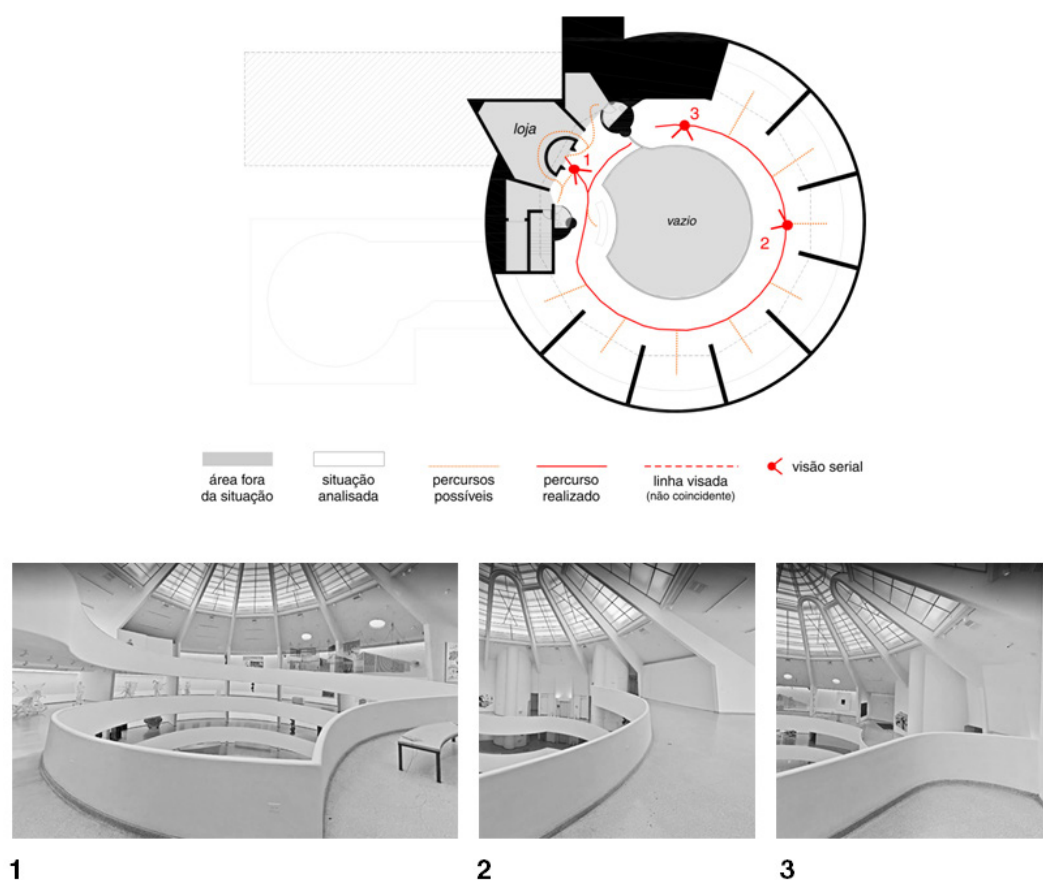 loja
1
3
vazio
2
área fora
da situação
situação
analisada
percursos
possíveis
percurso
realizado
linha visada
(não coincidente)
visão serial
1
2
3